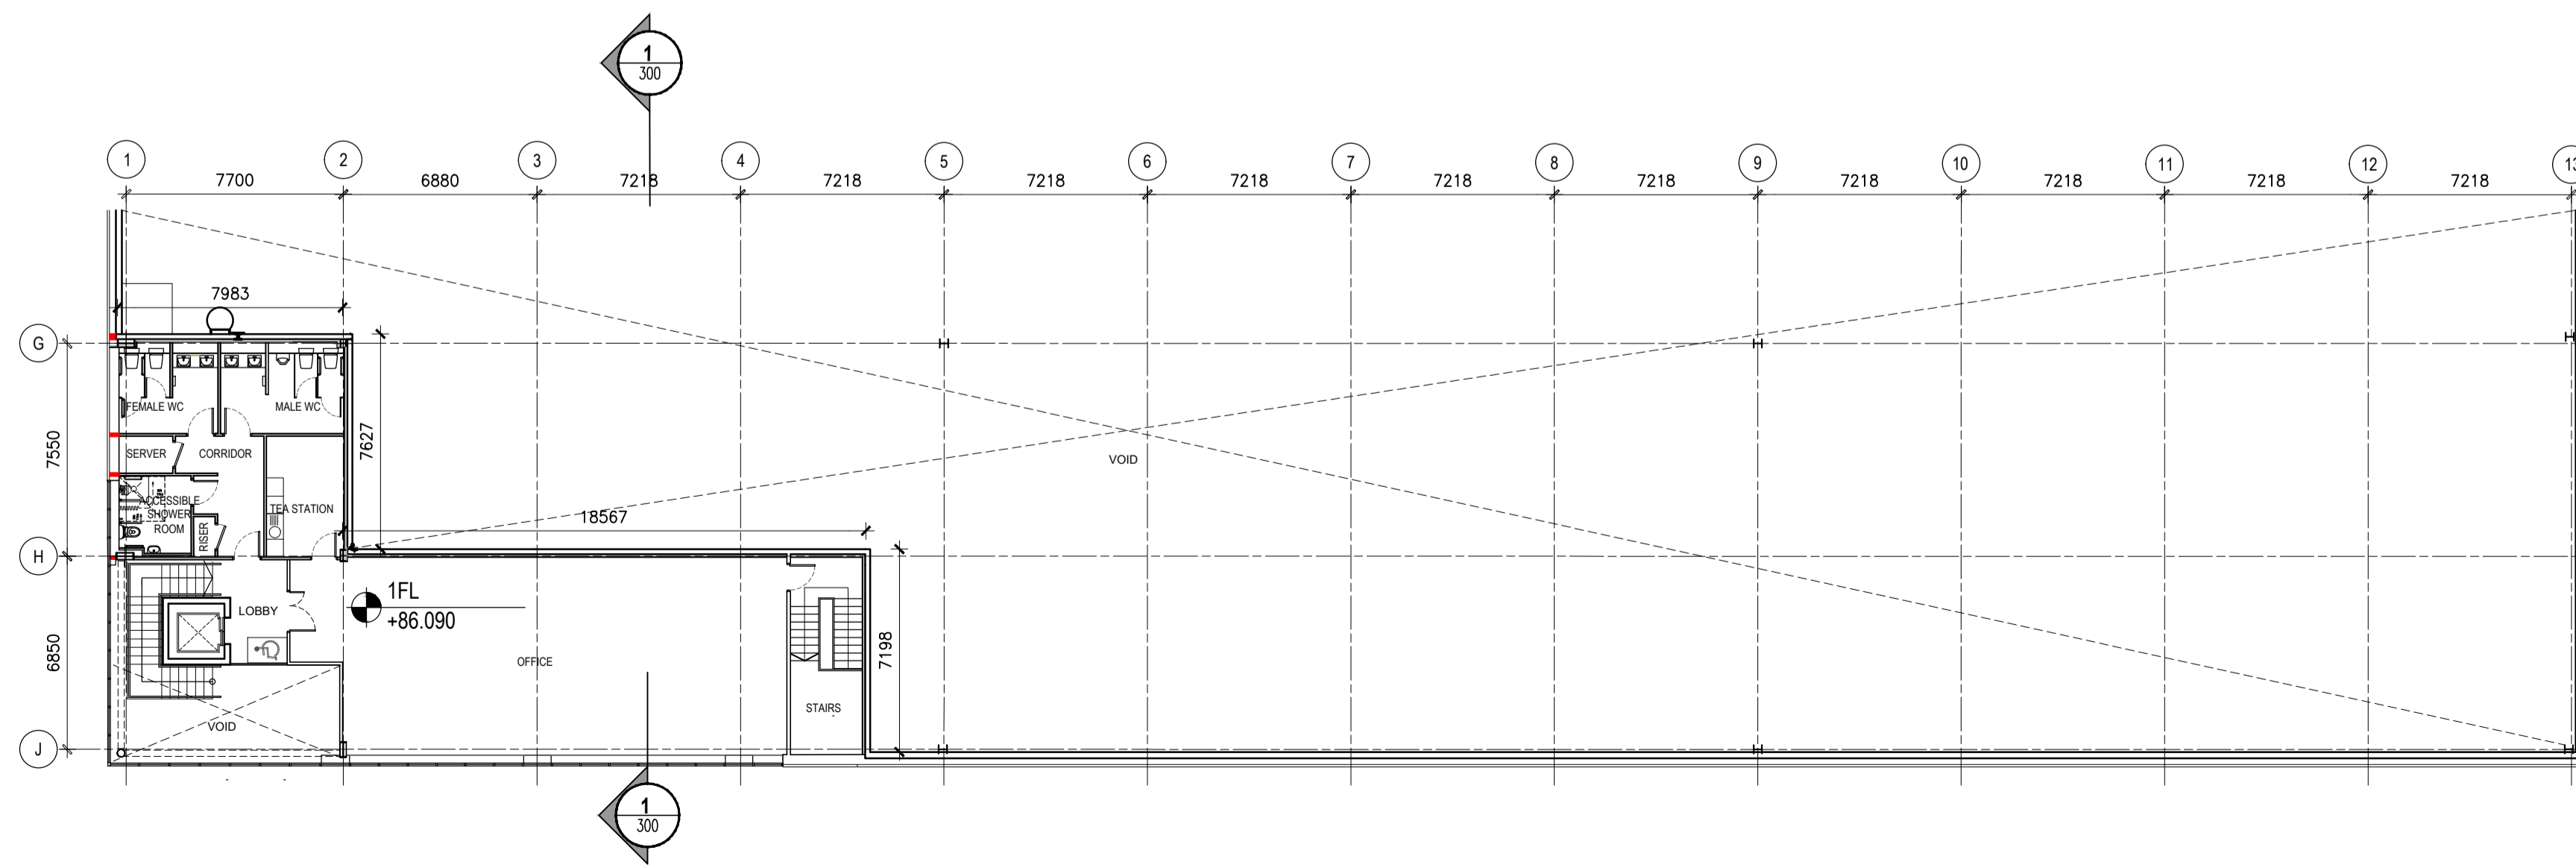 1
300
1 2 3 4 5 6 7 8 9 10 11 12 13
7700 6880 7218 7218 7218 7218 7218 7218 7218 7218 7218 7218
7983
G
FEMALE WC MALE WC
7550
7627
SERVER CORRIDOR
VOID
ACCESSIBLE
SHOWER
ROOM
RISER
TEA STATION
18567
H
1FL
+86.090
LOBBY
6850
OFFICE
7198
STAIRS
VOID
J
1
300